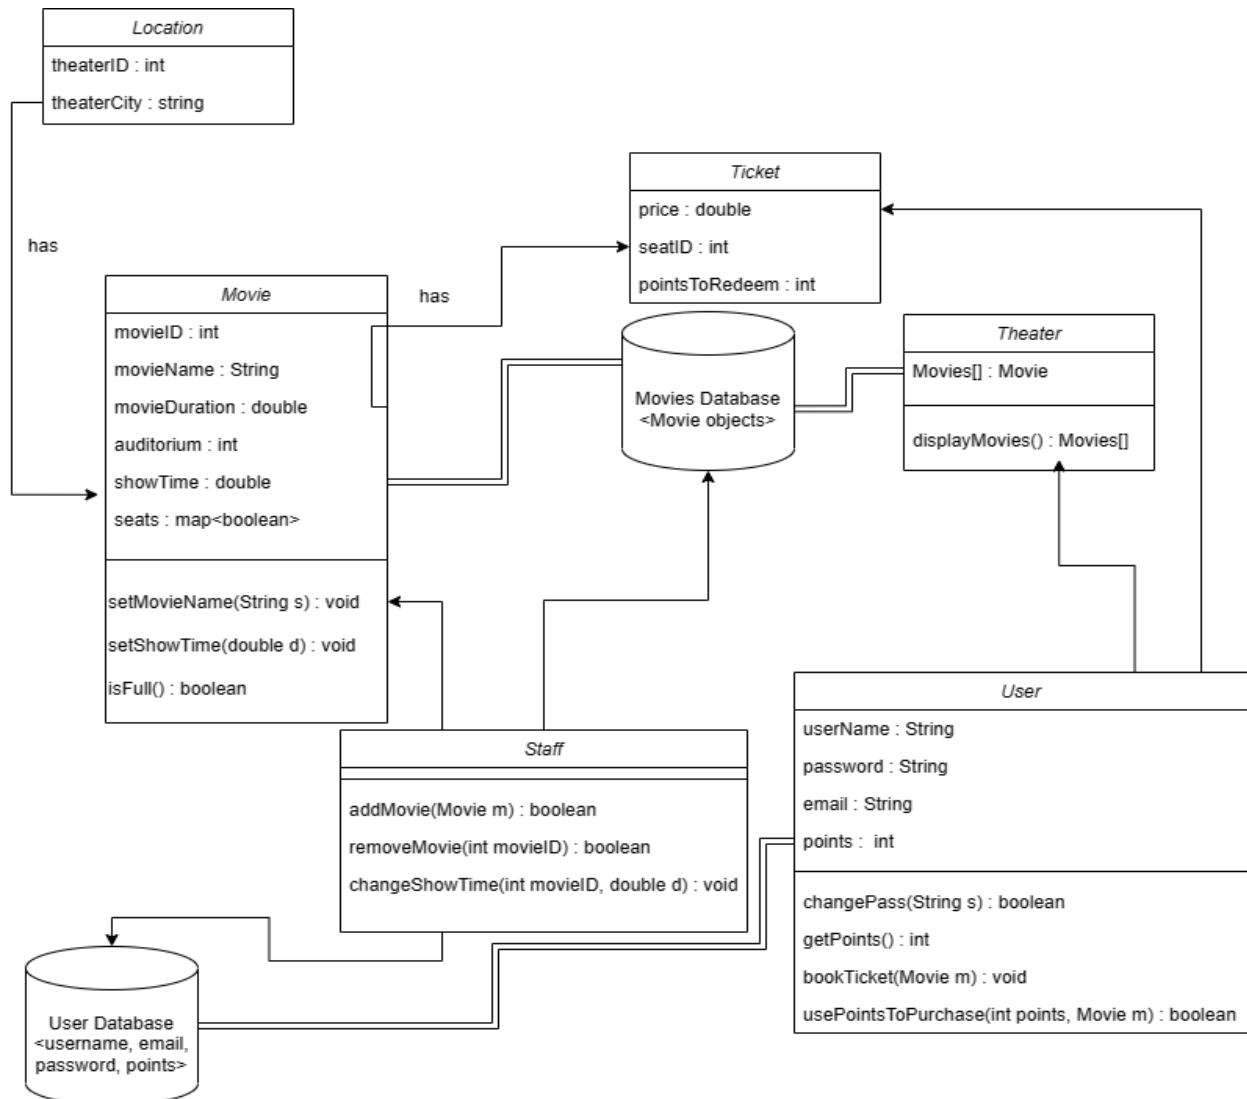 Location
theaterID : int
theaterCity : string
has
Ticket
price : double
seatID : int
pointsToRedeem : int
has
Movie
movieID : int
movieName : String
movieDuration : double
auditorium : int
showTime : double
seats : map<boolean>
setMovieName(String s) : void
setShowTime(double d) : void
isFull() : boolean
Movies Database
<Movie objects>
Theater
Movies[] : Movie
displayMovies() : Movies[]
Staff
addMovie(Movie m) : boolean
removeMovie(int movieID) : boolean
changeShowTime(int movieID, double d) : void
User
userName : String
password : String
email : String
points :  int
changePass(String s) : boolean
getPoints() : int
bookTicket(Movie m) : void
usePointsToPurchase(int points, Movie m) : boolean
User Database
<username, email,
password, points>